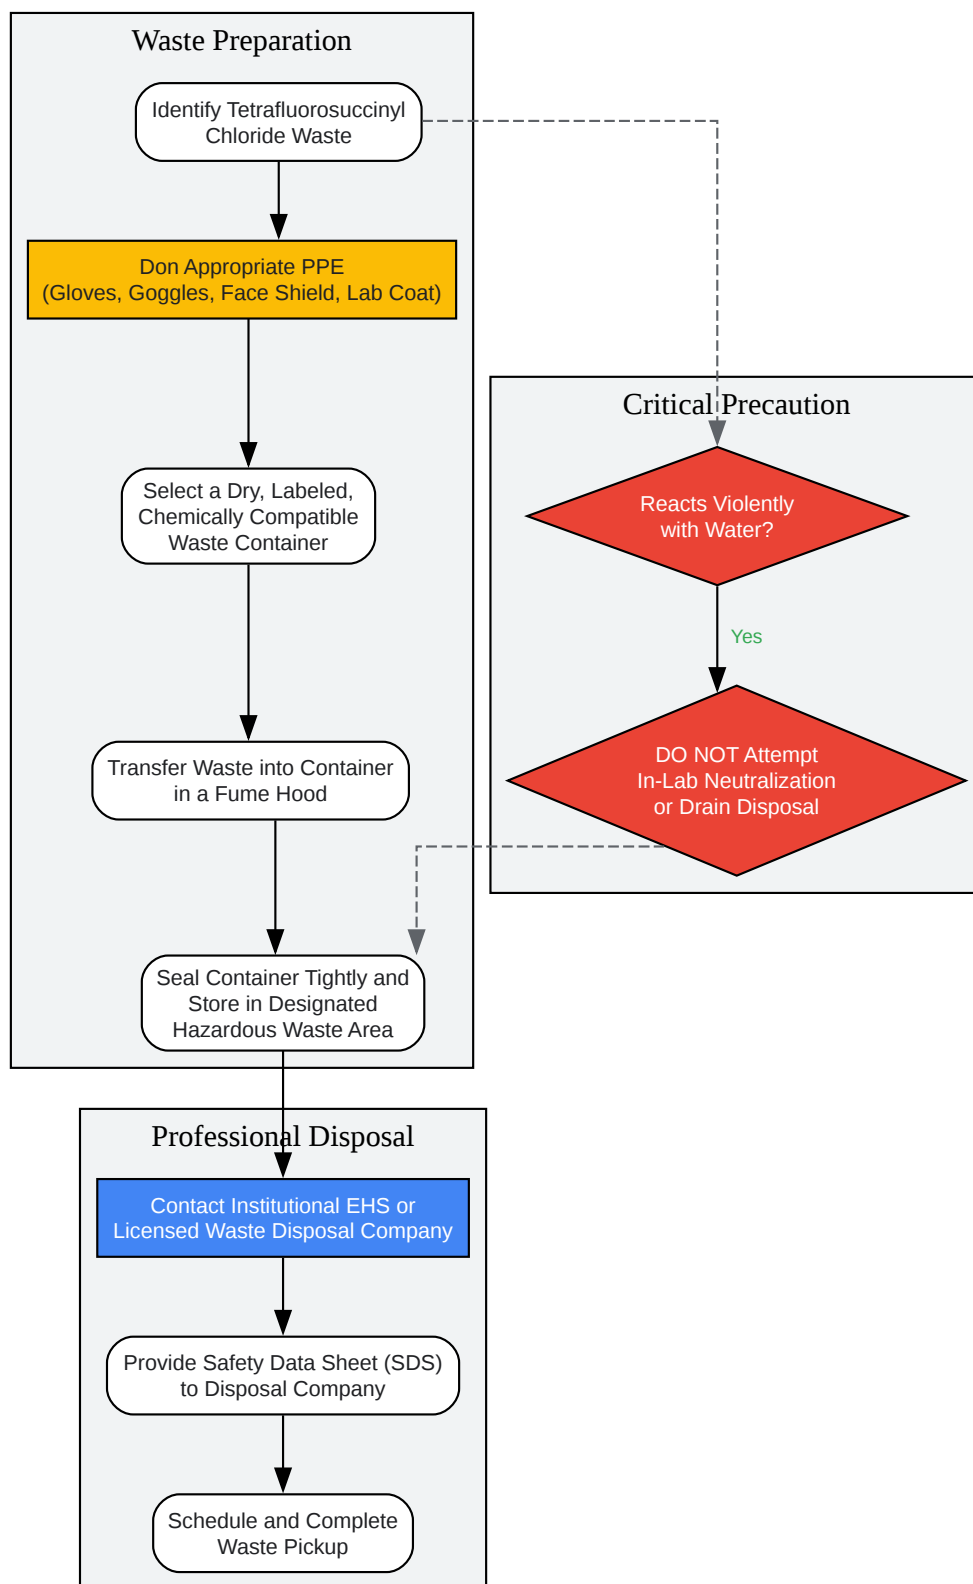 Waste Preparation
Identify Tetrafluorosuccinyl
Chloride Waste
Don Appropriate PPE
(Gloves, Goggles, Face Shield, Lab Coat)
Select a Dry, Labeled,
Chemically Compatible
Waste Container
Transfer Waste into Container
in a Fume Hood
Seal Container Tightly and
Store in Designated
Hazardous Waste Area
Critical Precaution
Reacts Violently
with Water?
Yes
DO NOT Attempt
In-Lab Neutralization
or Drain Disposal
Professional Disposal
Contact Institutional EHS or
Licensed Waste Disposal Company
Provide Safety Data Sheet (SDS)
to Disposal Company
Schedule and Complete
Waste Pickup